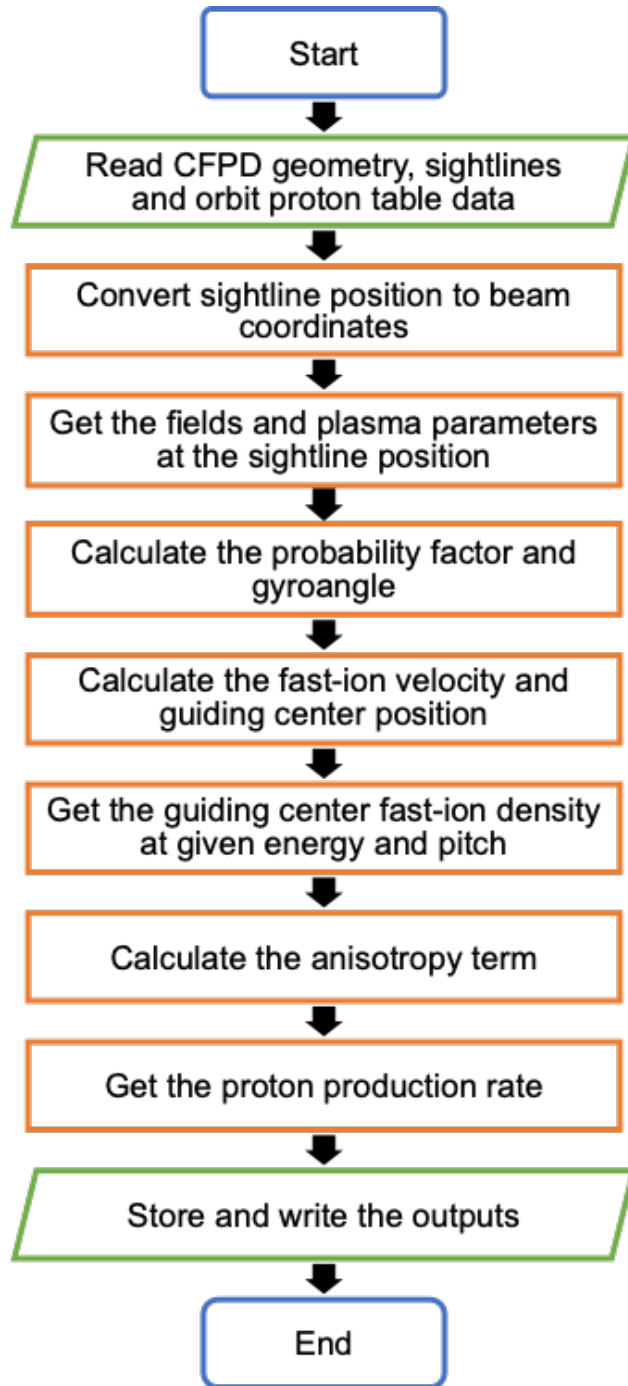 Start
Read CFPD geometry, sightlines
and orbit proton table data
Convert sightline position to beam
coordinates
Get the fields and plasma parameters
at the sightline position
Calculate the probability factor and
gyroangle
Calculate the fast-ion velocity and
guiding center position
Get the guiding center fast-ion density
at given energy and pitch
Calculate the anisotropy term
Get the proton production rate
Store and write the outputs
End